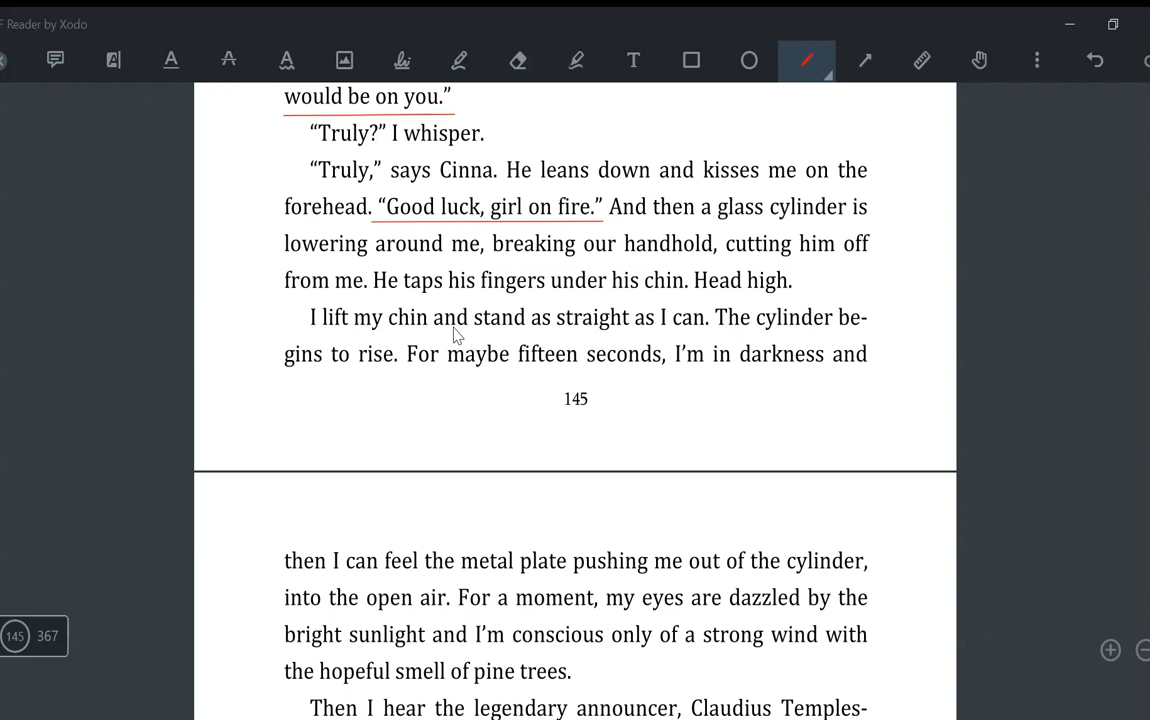 F Reader by Xodo
would be on you.”
“Truly?” I whisper.
“Truly,” says Cinna. He leans down and kisses me on the
forehead. “Good luck, girl on fire.” And then a glass cylinder is
lowering around me, breaking our handhold, cutting him off
from me. He taps his fingers under his chin. Head high.
I lift my chin and stand as straight as I can. The cylinder be-
gins to rise. For maybe fifteen seconds, I’m in darkness and
145
then I can feel the metal plate pushing me out of the cylinder,
into the open air. For a moment, my eyes are dazzled by the
bright sunlight and I’m conscious only of a strong wind with
145 367
the hopeful smell of pine trees.
Then I hear the legendary announcer, Claudius Temples-